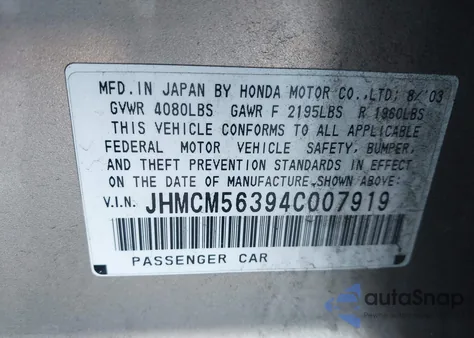 MFD.IN JAPAN BY HONDA MOTOR CO.,LTD: 8/'03
GVWR 4080LBS GAWR F 2195LBS R 1960LBS
THIS VEHICLE CONFORMS TO ALL APPLICABLE
FEDERAL MOTOR VEHICLE SAFETY, BUMPER,
AND THEFT PREVENTION STANDARDS IN EFFECT
ON THE DATE OF MANUFACTURE SHOWN ABOVE:
V.I.N. JHMCM56394C007919
PASSENGER CAR
autoSnap